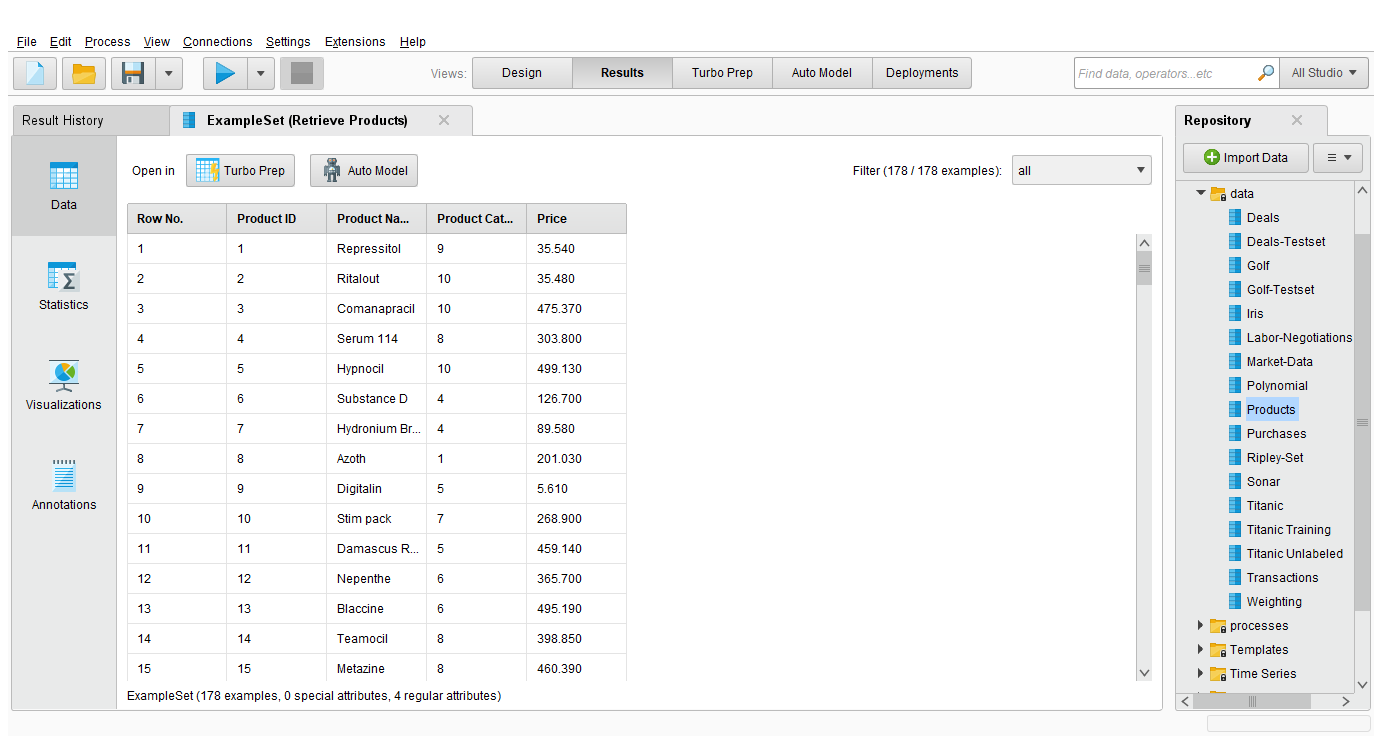 File Edit Process View Connections Settings Extensions Help
Views: Design Results Turbo Prep Auto Model Deployments Find data, operators...etc All Studio
Result History ExampleSet (Retrieve Products)
Open in Turbo Prep Auto Model Filter (178 / 178 examples): all
Data
Statistics
Visualizations
Annotations
Row No. Product ID Product Na... Product Cat... Price
1 1 Repressitol 9 35.540
2 2 Ritalout 10 35.480
3 3 Comanapracil 10 475.370
4 4 Serum 114 8 303.800
5 5 Hypnocil 10 499.130
6 6 Substance D 4 126.700
7 7 Hydronium Br... 4 89.580
8 8 Azoth 1 201.030
9 9 Digitalin 5 5.610
10 10 Stim pack 7 268.900
11 11 Damascus R... 5 459.140
12 12 Nepenthe 6 365.700
13 13 Blaccine 6 495.190
14 14 Teamocil 8 398.850
15 15 Metazine 8 460.390
ExampleSet (178 examples, 0 special attributes, 4 regular attributes)
Repository
Import Data
data
Deals
Deals-Testset
Golf
Golf-Testset
Iris
Labor-Negotiations
Market-Data
Polynomial
Products
Purchases
Ripley-Set
Sonar
Titanic
Titanic Training
Titanic Unlabeled
Transactions
Weighting
processes
Templates
Time Series